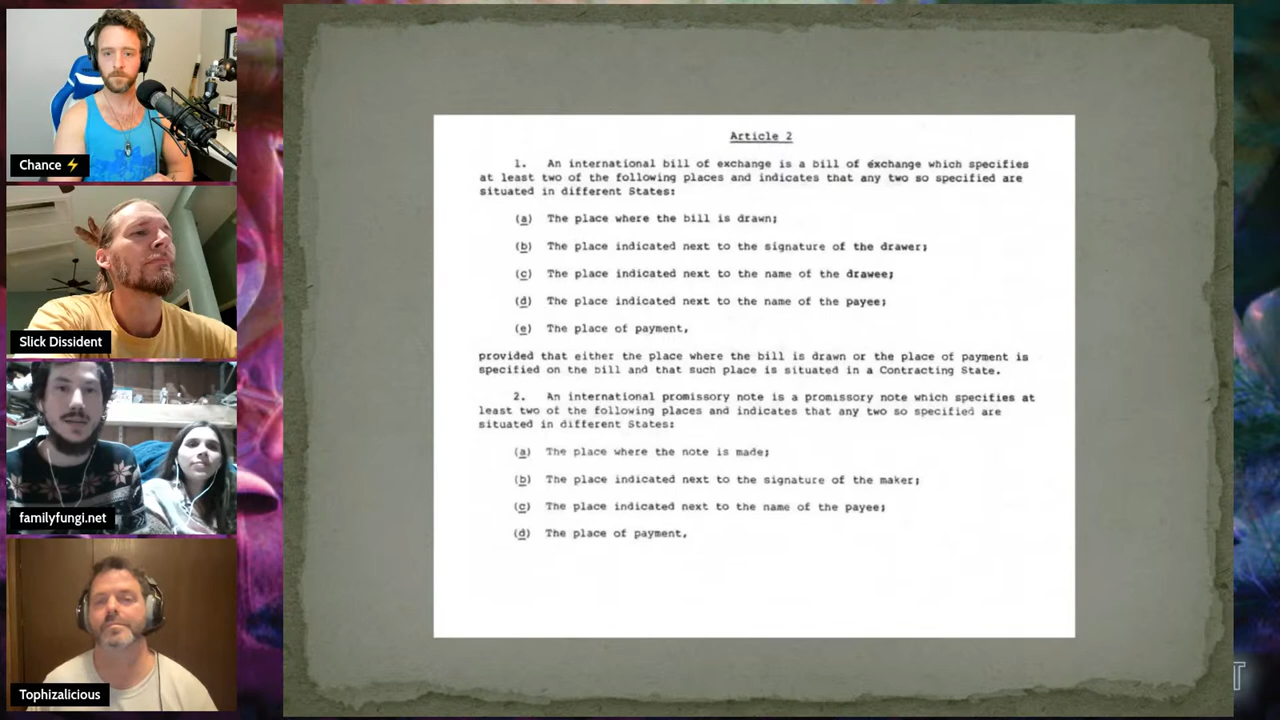 Chance ⚡
Slick Dissident
familyfungi.net
Tophizalicious
Article 2
1. An international bill of exchange is a bill of exchange which specifies
at least two of the following places and indicates that any two so specified are
situated in different States:
(a) The place where the bill is drawn;
(b) The place indicated next to the signature of the drawer;
(c) The place indicated next to the name of the drawee;
(d) The place indicated next to the name of the payee;
(e) The place of payment,
provided that either the place where the bill is drawn or the place of payment is
specified on the bill and that such place is situated in a Contracting State.
2. An international promissory note is a promissory note which specifies at
least two of the following places and indicates that any two so specified are
situated in different States:
(a) The place where the note is made;
(b) The place indicated next to the signature of the maker;
(c) The place indicated next to the name of the payee;
(d) The place of payment,